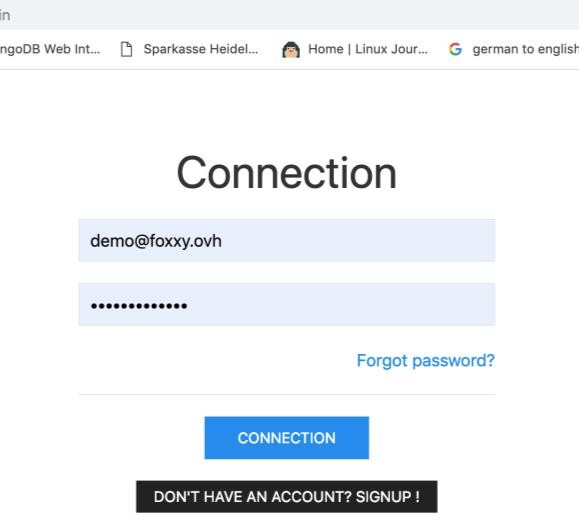 in
ngoDB Web Int...
Sparkasse Heidel...
Home | Linux Jour...
german to english
Connection
demo@foxxy.ovh
•••••••••••••
Forgot password?
CONNECTION
DON'T HAVE AN ACCOUNT? SIGNUP !